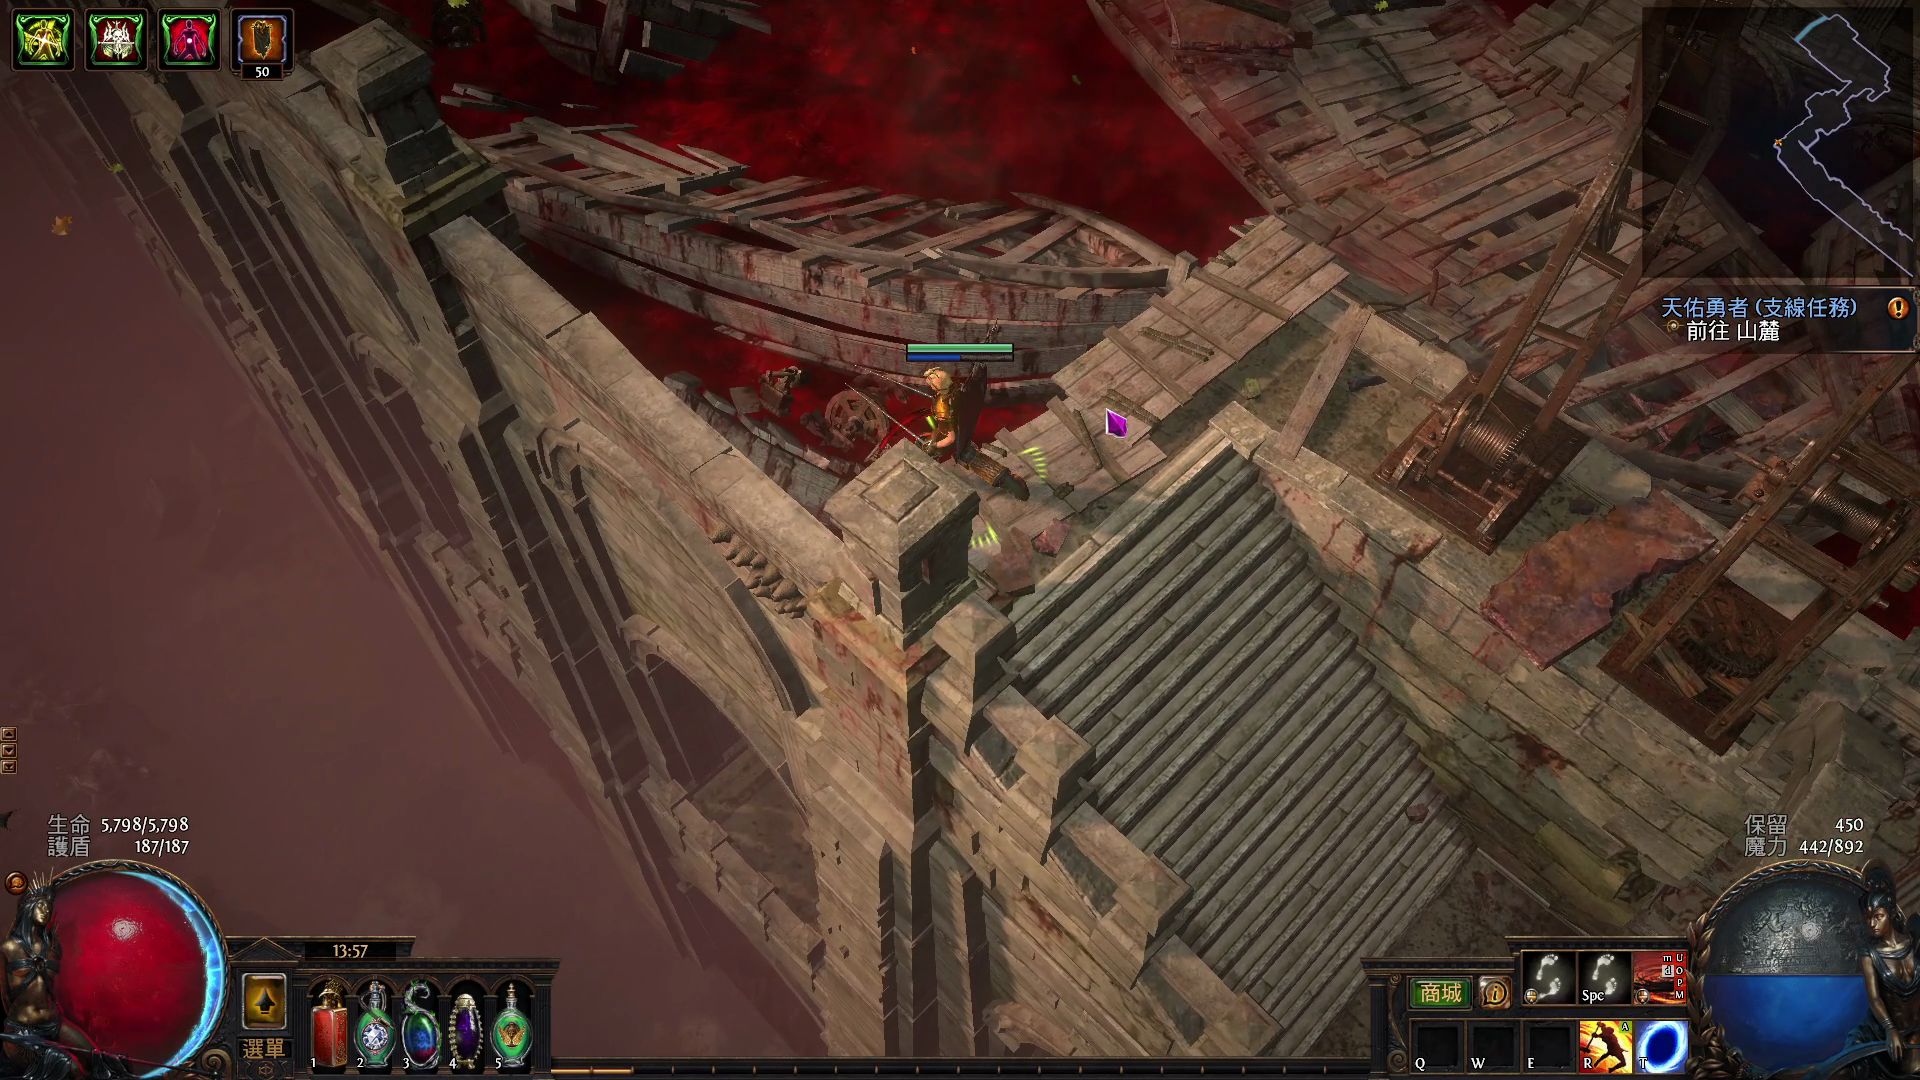 50
天佑勇者 (支線任務)
前往 山麓
生命 5,798/5,798
護盾 187/187
保留 450
魔力 442/892
13:57
選單
1 2 3 4 5
商城
Spc
m U
d O
P
M
Q W E R A T